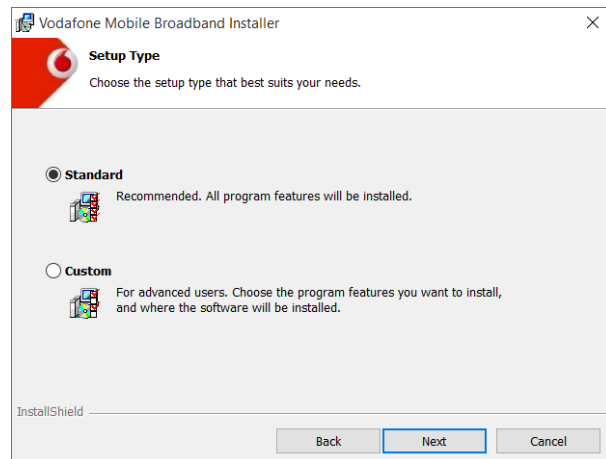 Vodafone Mobile Broadband Installer
Setup Type
Choose the setup type that best suits your needs.
Standard
Recommended. All program features will be installed.
Custom
For advanced users. Choose the program features you want to install,
and where the software will be installed.
InstallShield
Back Next Cancel